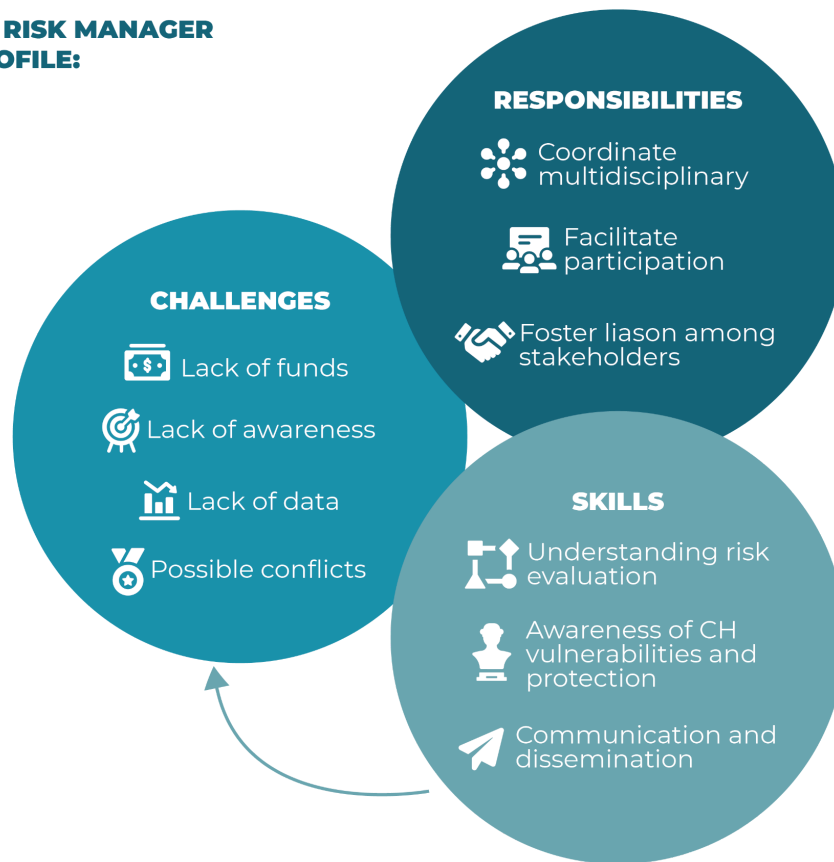 RISK MANAGER
OFILE:
RESPONSIBILITIES
Coordinate
multidisciplinary
Facilitate
participation
Foster liason among
stakeholders
CHALLENGES
Lack of funds
Lack of awareness
Lack of data
Possible conflicts
SKILLS
Understanding risk
evaluation
Awareness of CH
vulnerabilities and
protection
Communication and
dissemination